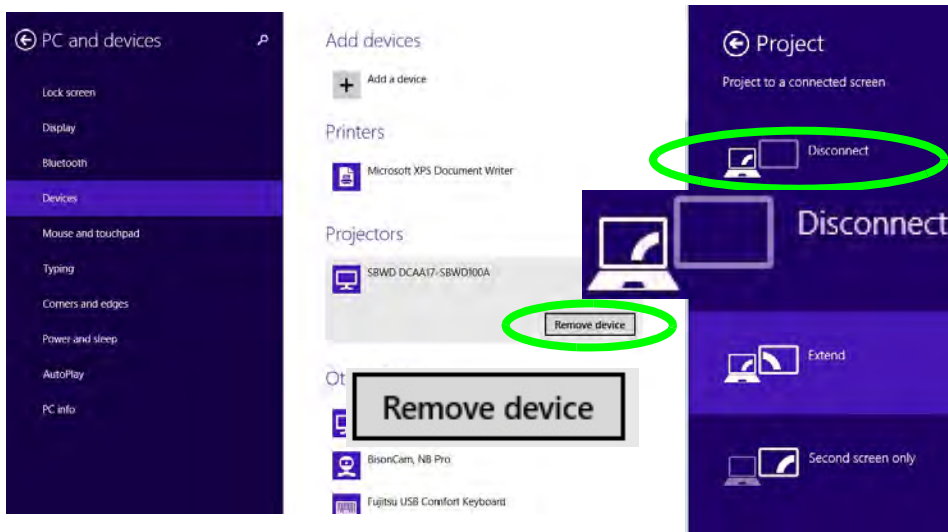 PC and devices
Lock screen
Display
Bluetooth
Devices
Mouse and touchpad
Typing
Corners and edges
Power and sleep
AutoPlay
PC info
Add devices
Add a device
Printers
Microsoft XPS Document Writer
Projectors
SBWD DCAA17-SBWD100A
Remove device
Ot
Remove device
BisonCam, NB Pro
Fujitsu USB Comfort Keyboard
Project
Project to a connected screen
Disconnect
Disconnect
Extend
Second screen only